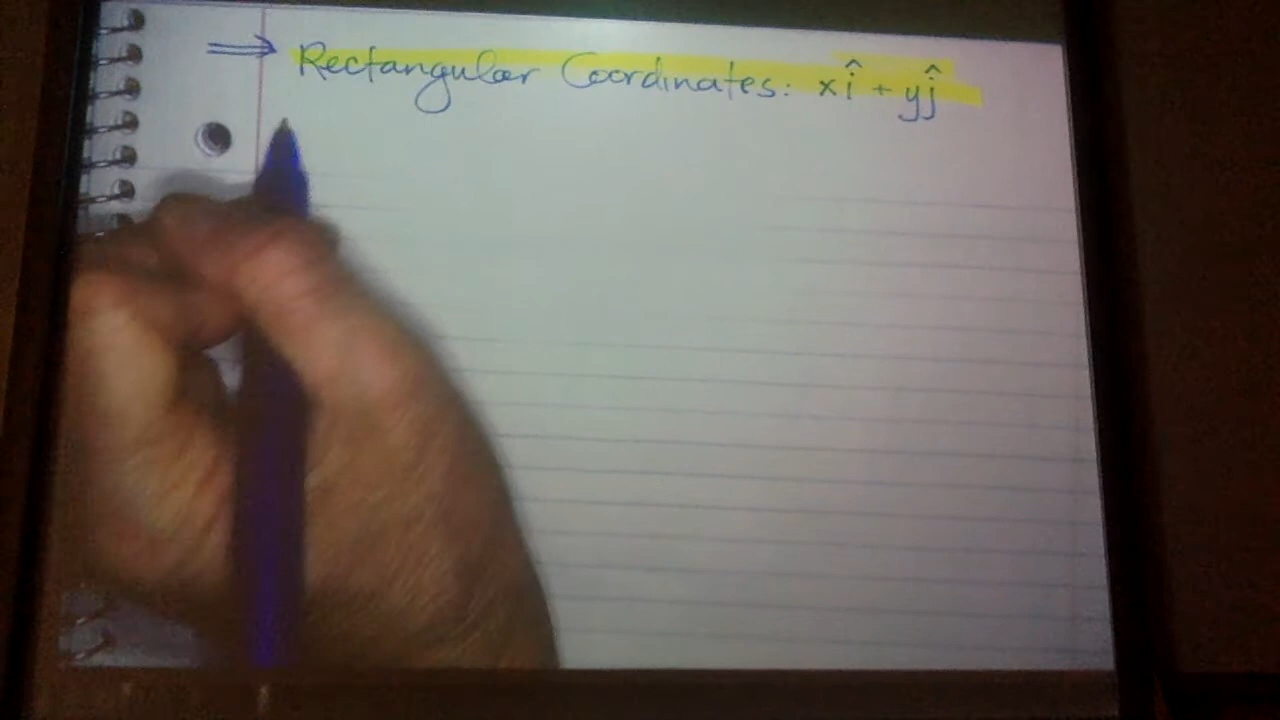 ⇒ Rectangular Coordinates: xî + yĵ